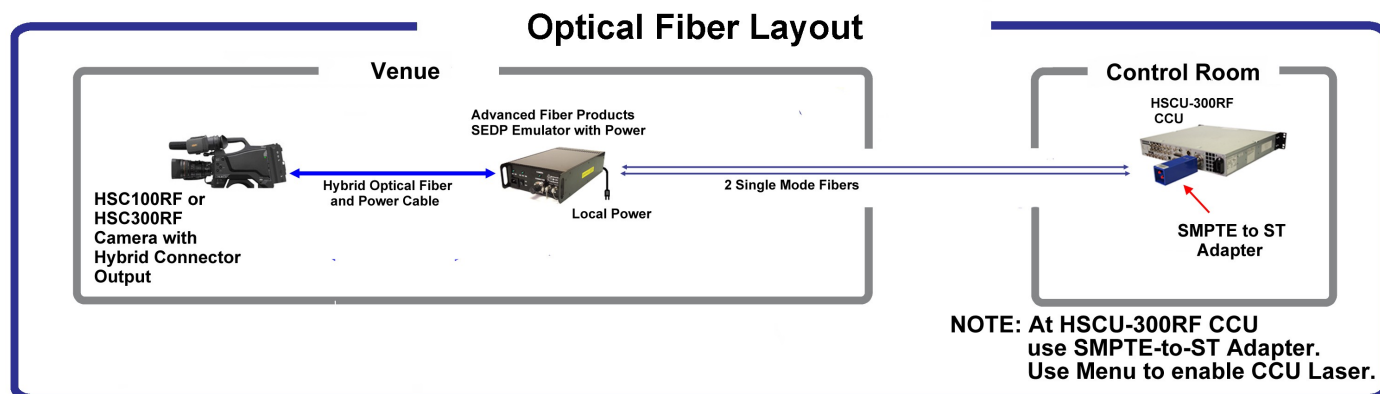 Optical Fiber Layout
Venue
Advanced Fiber Products
SEDP Emulator with Power
Hybrid Optical Fiber
and Power Cable
Local Power
HSC100RF or
HSC300RF
Camera with
Hybrid Connector
Output
2 Single Mode Fibers
Control Room
HSCU-300RF
CCU
SMPTE to ST
Adapter
NOTE: At HSCU-300RF CCU
use SMPTE-to-ST Adapter.
Use Menu to enable CCU Laser.